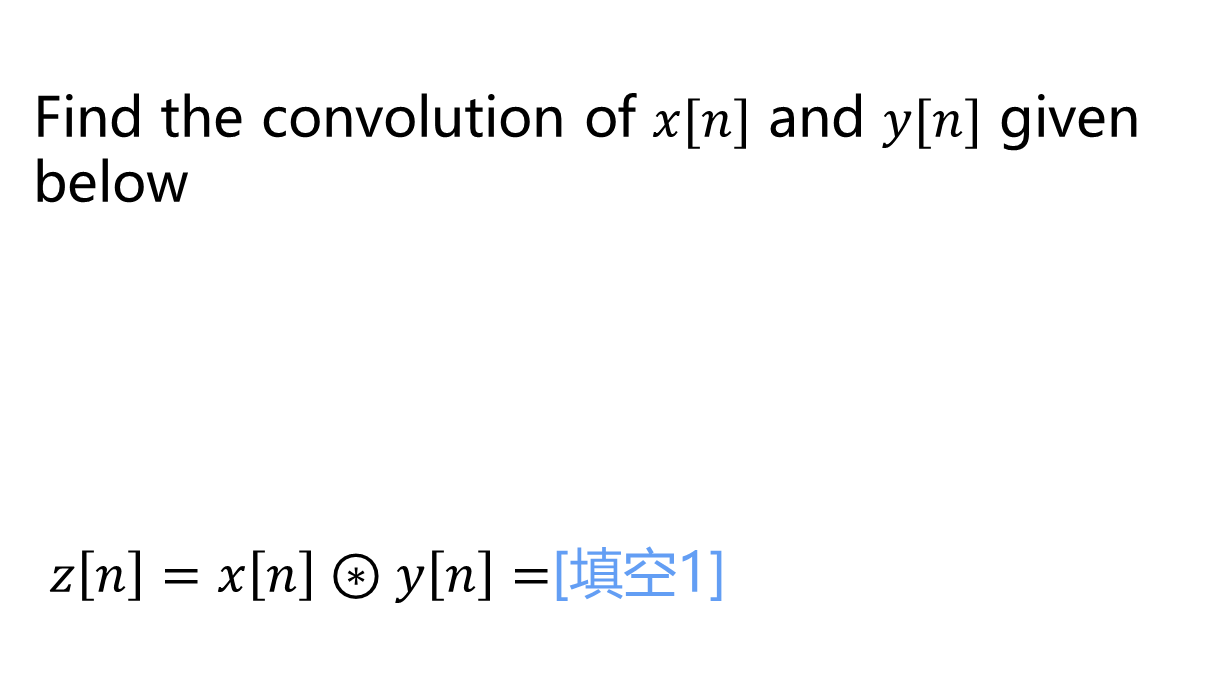 Find the convolution of x[n] and y[n] given
below
z[n] = x[n] ⊛ y[n] =[填空1]